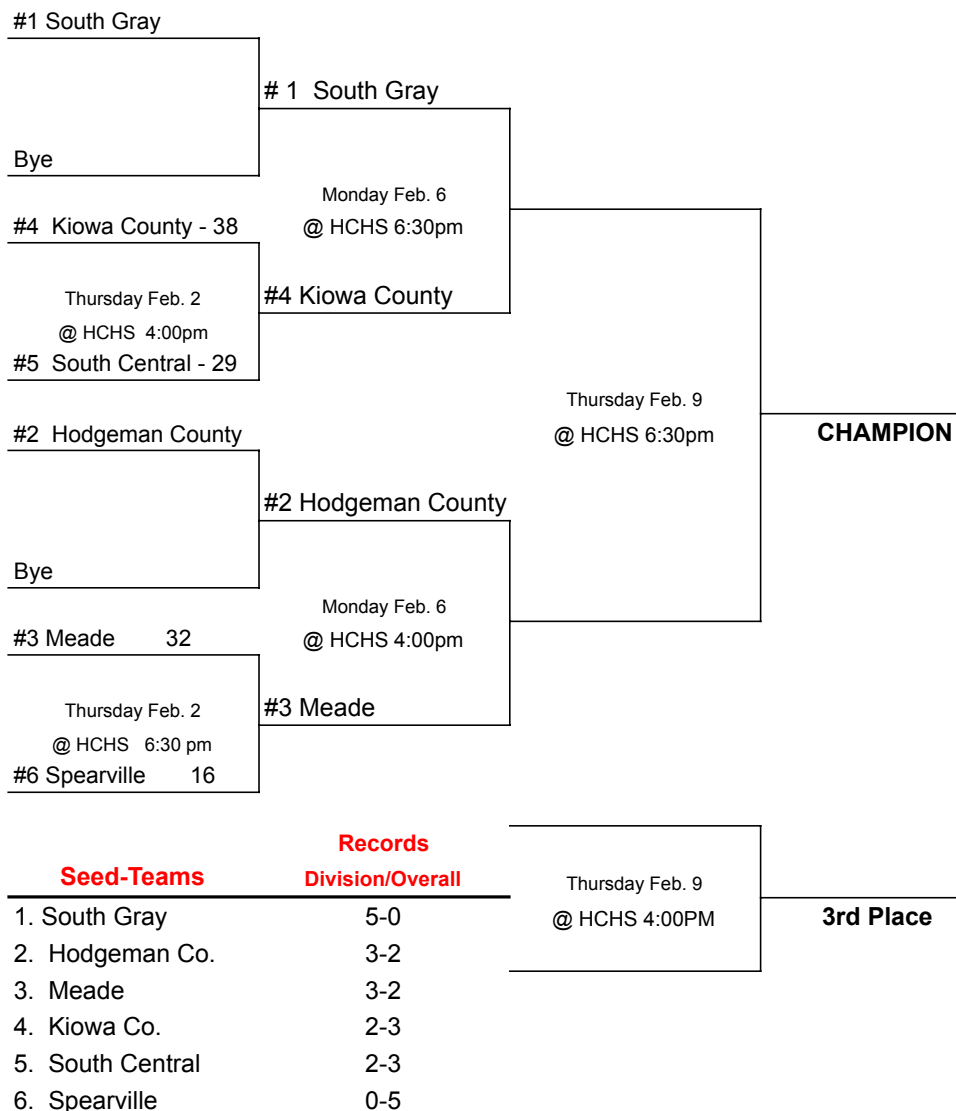 #1 South Gray
# 1  South Gray
Bye
Monday Feb. 6
@ HCHS 6:30pm
#4  Kiowa County - 38
Thursday Feb. 2
@ HCHS  4:00pm
#4 Kiowa County
#5  South Central - 29
Thursday Feb. 9
@ HCHS 6:30pm
CHAMPION
#2  Hodgeman County
#2 Hodgeman County
Bye
Monday Feb. 6
@ HCHS 4:00pm
#3 Meade 32
Thursday Feb. 2
@ HCHS   6:30 pm
#3 Meade
#6 Spearville 16
Records
Seed-Teams Division/Overall
1. South Gray 5-0
2.  Hodgeman Co. 3-2
3.  Meade 3-2
4.  Kiowa Co. 2-3
5.  South Central 2-3
6.  Spearville 0-5
Thursday Feb. 9
@ HCHS 4:00PM
3rd Place